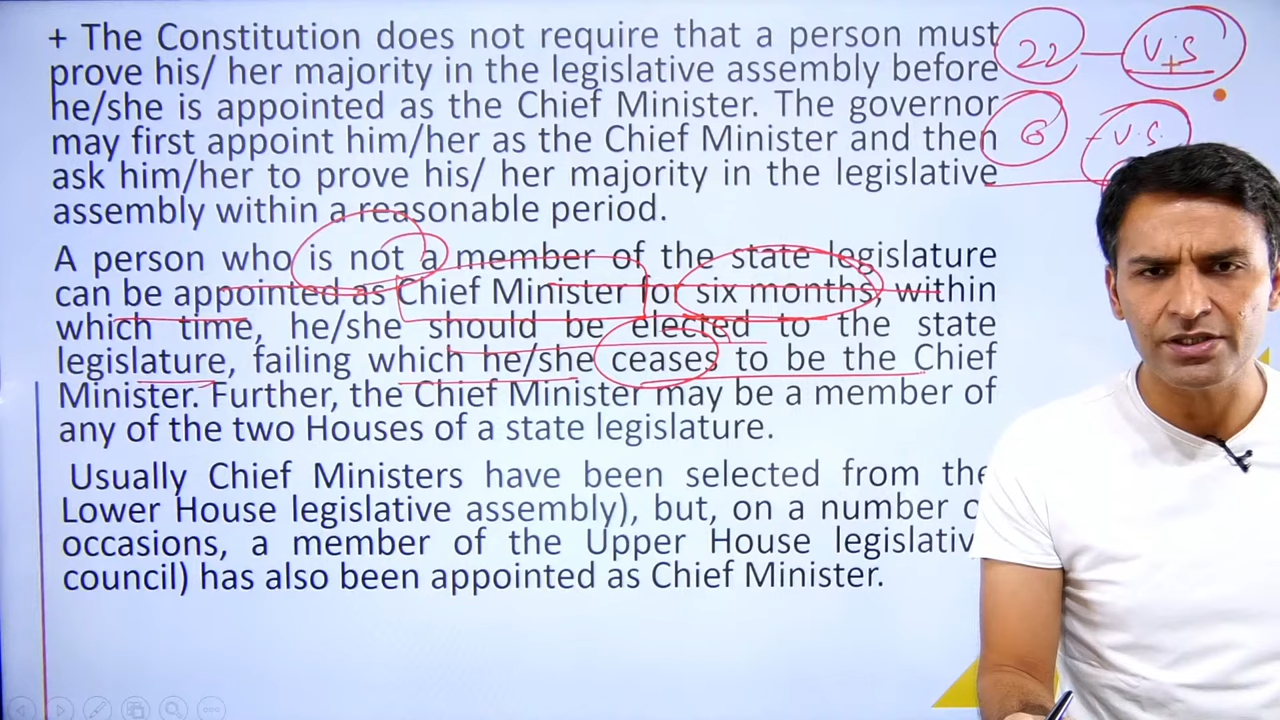 + The Constitution does not require that a person must
prove his/ her majority in the legislative assembly before
he/she is appointed as the Chief Minister. The governor
may first appoint him/her as the Chief Minister and then
ask him/her to prove his/ her majority in the legislative
assembly within a reasonable period.
A person who is not a member of the state legislature
can be appointed as Chief Minister for six months, within
which time, he/she should be elected to the state
legislature, failing which he/she ceases to be the Chief
Minister. Further, the Chief Minister may be a member of
any of the two Houses of a state legislature.
Usually Chief Ministers have been selected from the
Lower House legislative assembly), but, on a number
occasions, a member of the Upper House legislativ
council) has also been appointed as Chief Minister.
22 — V.S
6 - V.S.